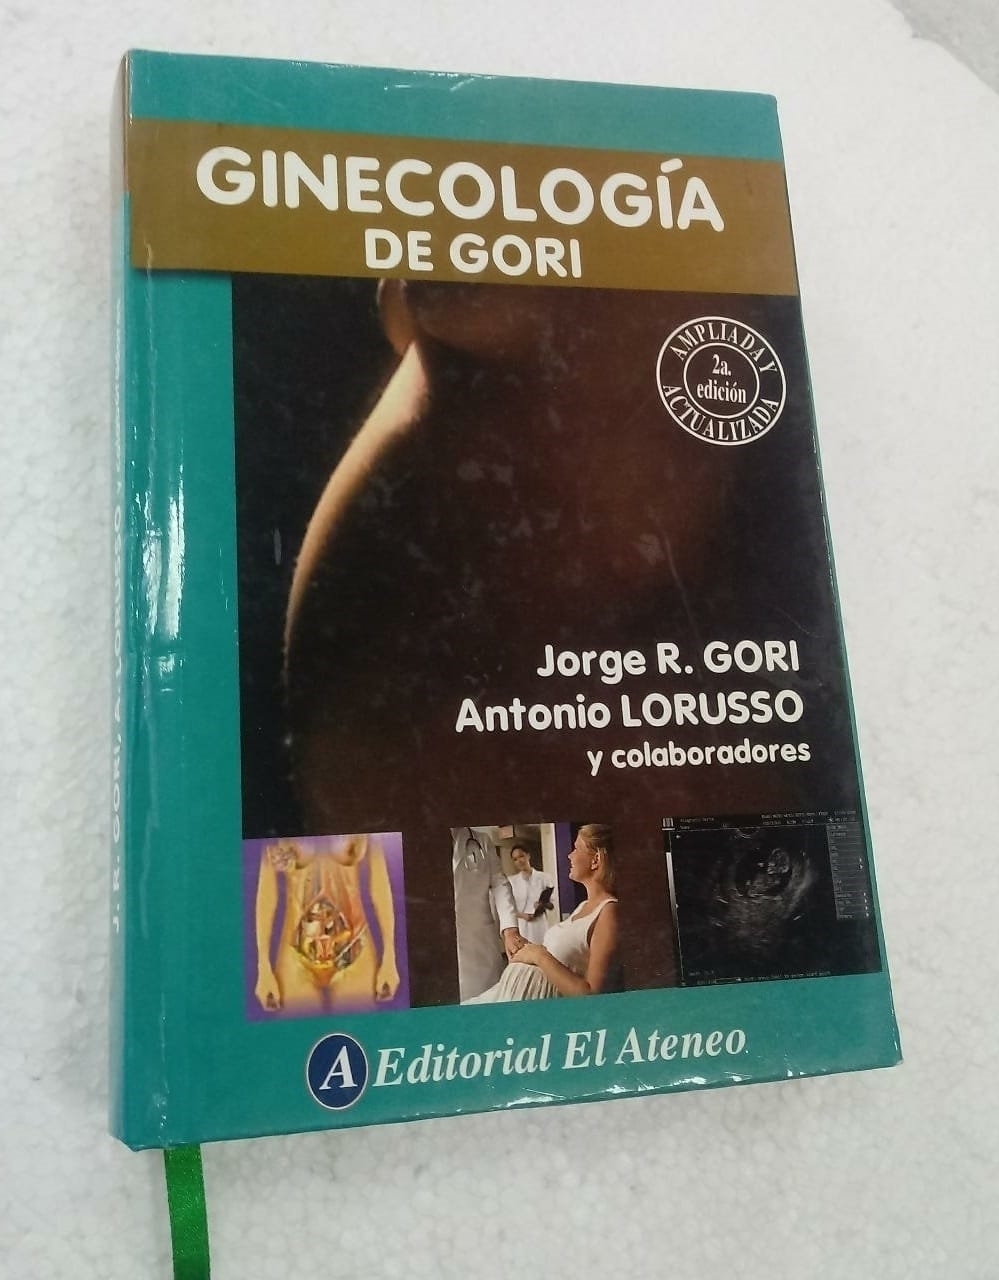 GINECOLOGÍA
DE GORI
AMPLIADA Y
2a.
edición
ACTUALIZADA
Jorge R. GORI
Antonio LORUSSO
y colaboradores
A Editorial El Ateneo
J. R. GORI, A. LORUSSO Y